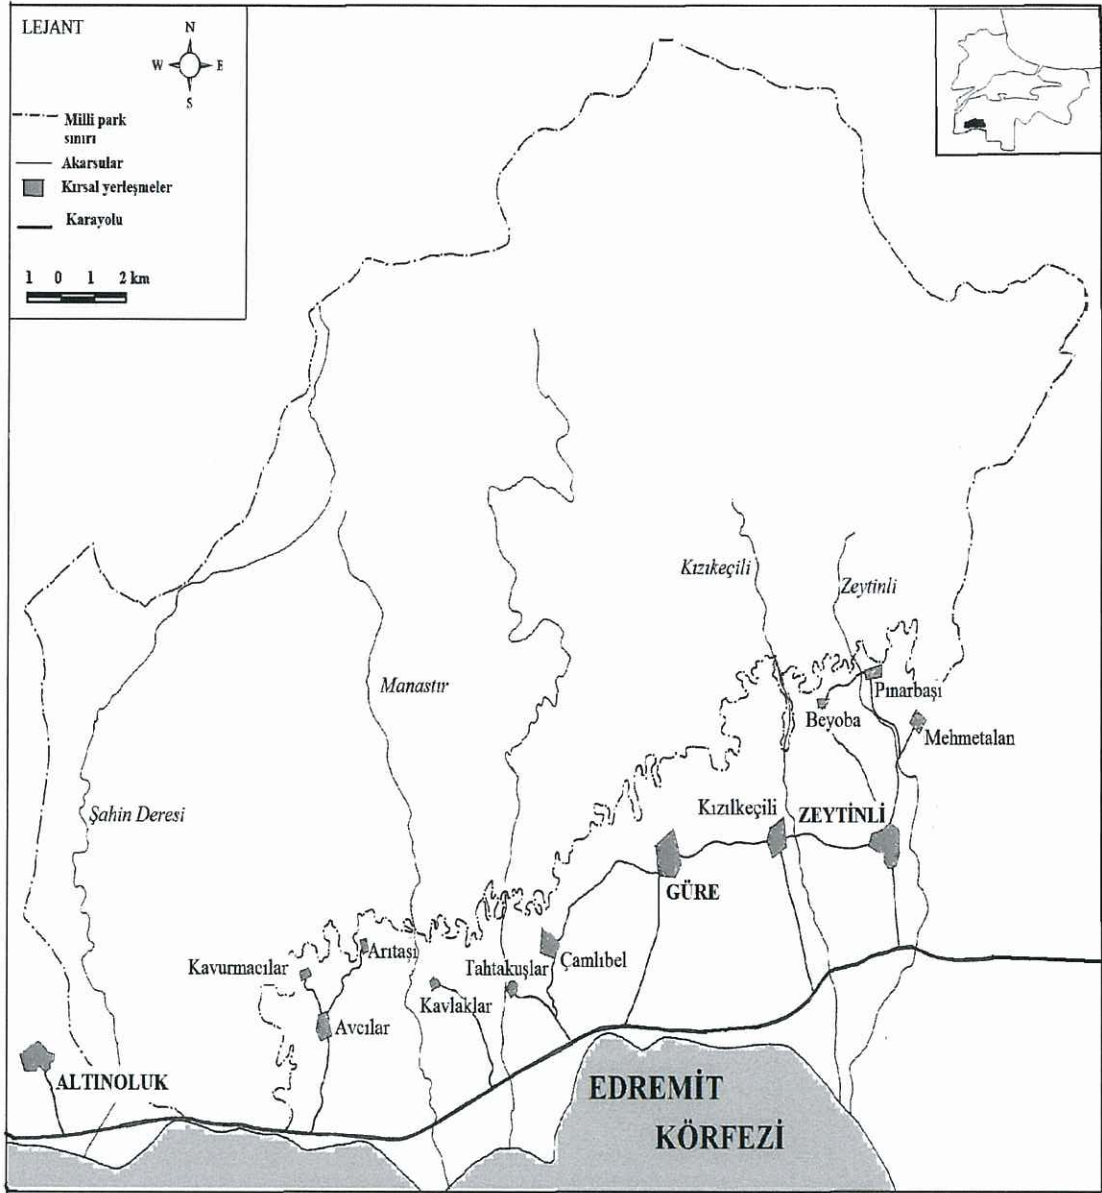 LEJANT
N
W E
S
Milli park
sınırı
Akarsular
Kırsal yerleşmeler
Karayolu
1 0 1 2 km
Kızıkeçili
Zeytinli
Manastır
Pınarbaşı
Beyoba
Mehmetalan
Şahin Deresi
Kızılkeçili
ZEYTİNLİ
GÜRE
Arıtaşı
Kavurmacılar
Tahtakuşlar
Çamlıbel
Kavlaklar
Avcılar
ALTINOLUK
EDREMİT
KÖRFEZİ